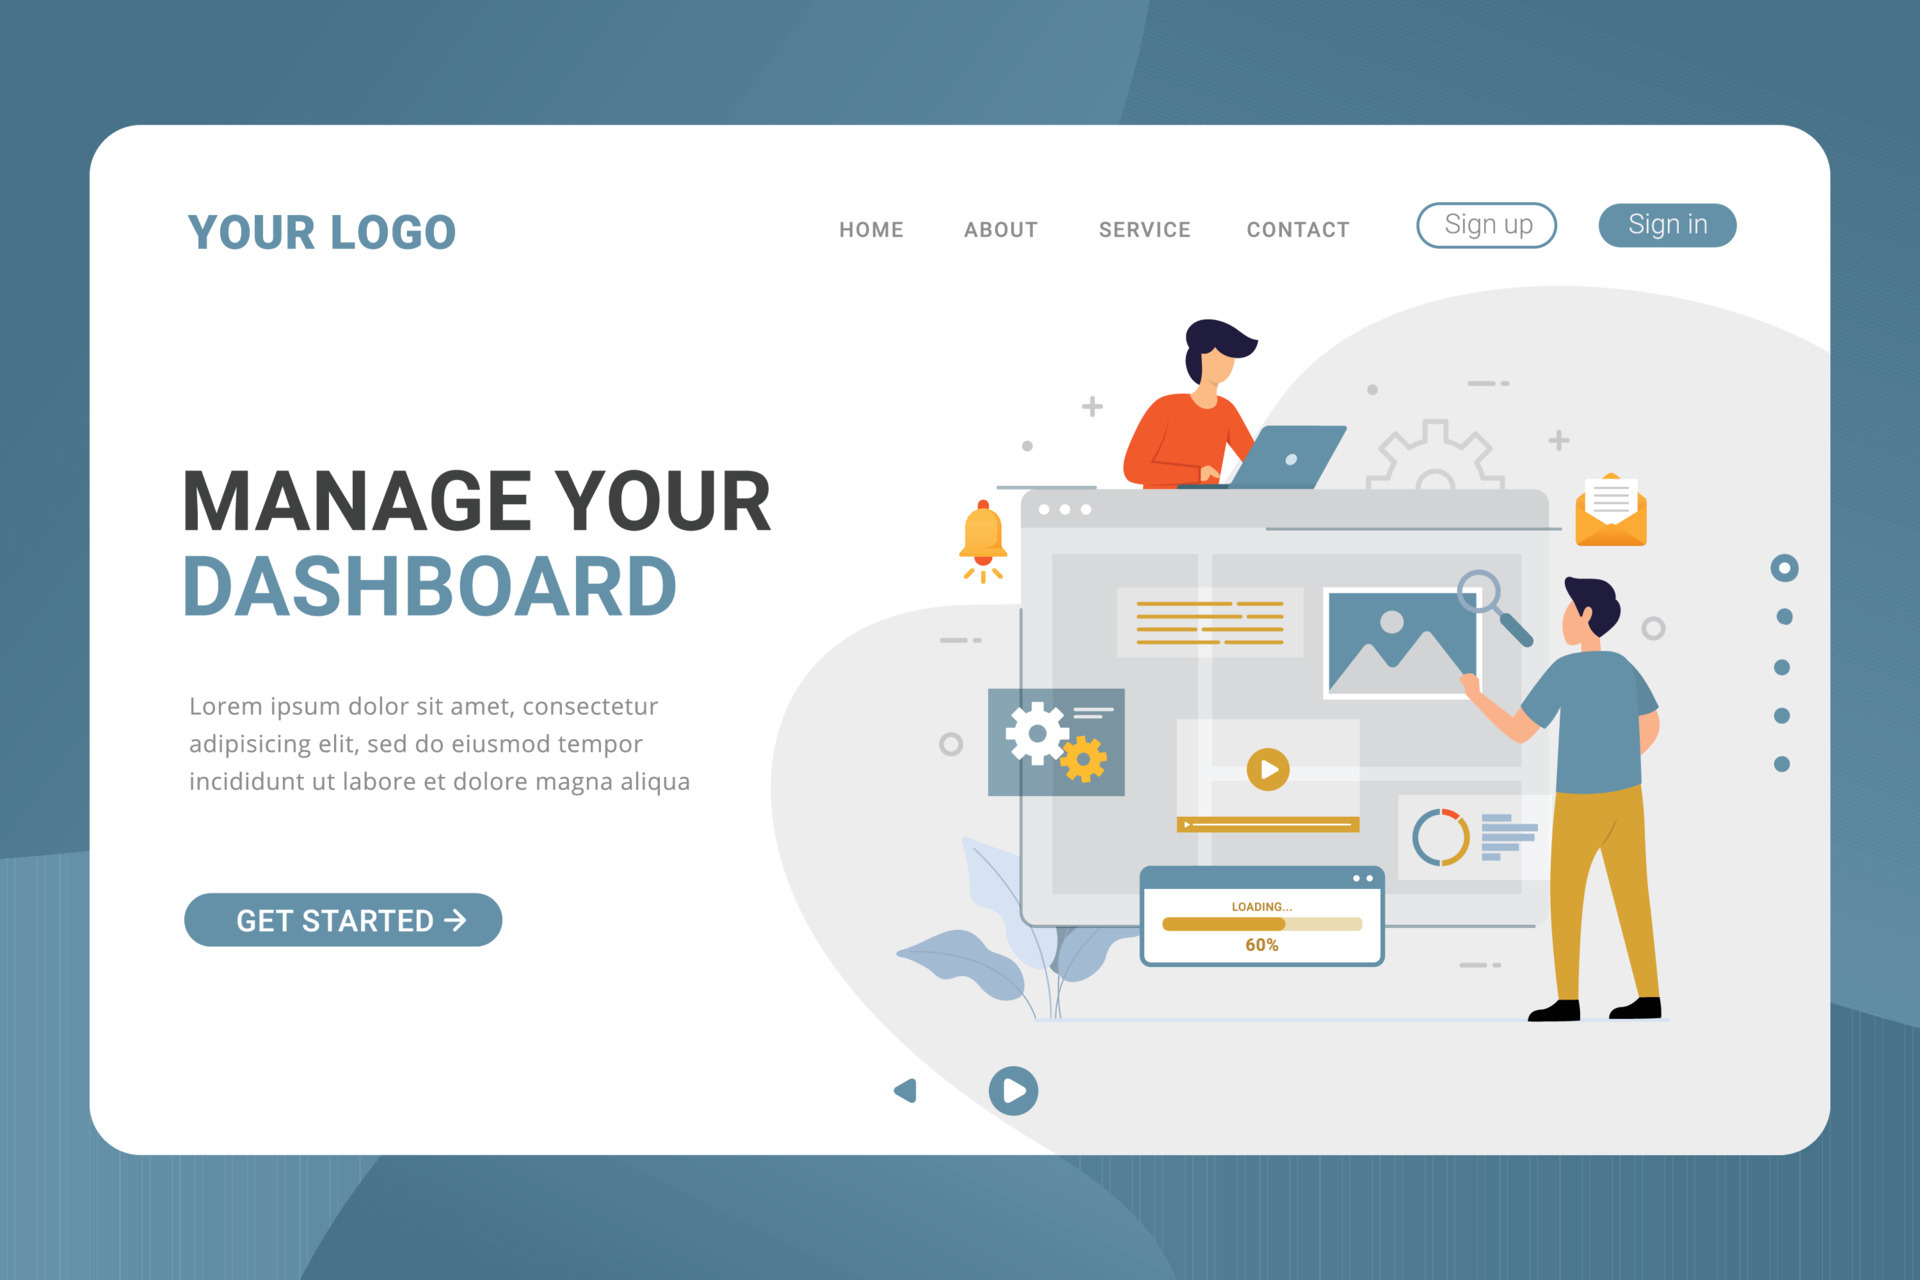 YOUR LOGO
HOME ABOUT SERVICE CONTACT Sign up Sign in
MANAGE YOUR
DASHBOARD
Lorem ipsum dolor sit amet, consectetur
adipisicing elit, sed do eiusmod tempor
incididunt ut labore et dolore magna aliqua
GET STARTED
LOADING...
60%